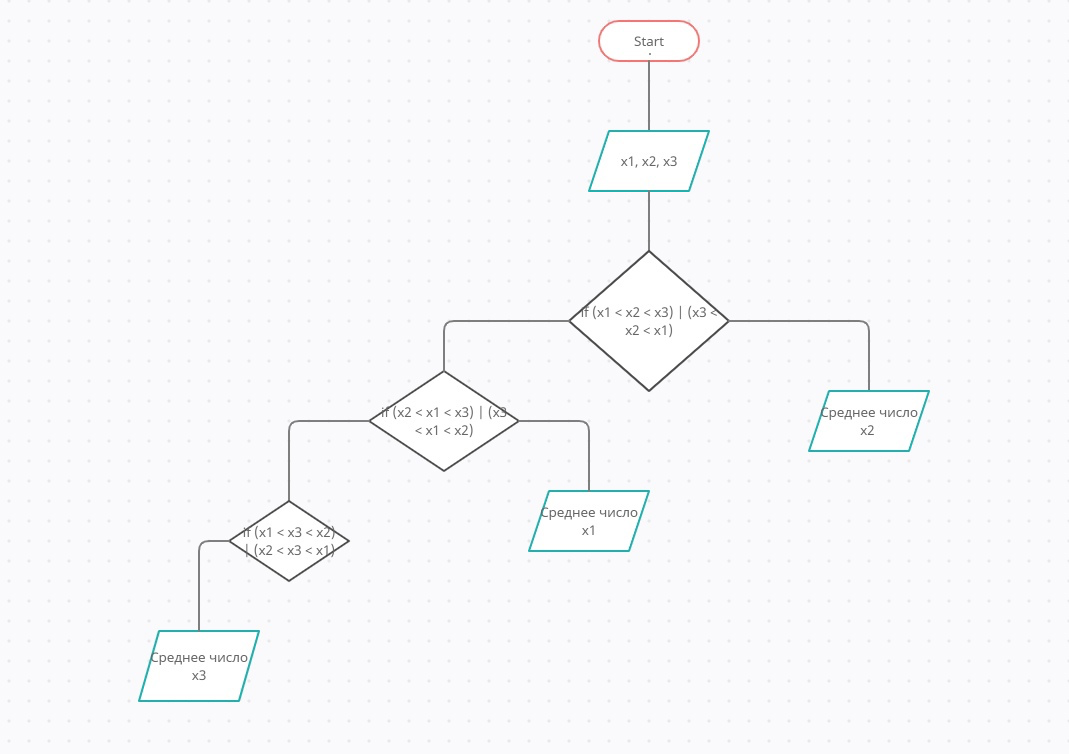 Start
x1, x2, x3
if (x1 < x2 < x3) | (x3 <
x2 < x1)
if (x2 < x1 < x3) | (x3
< x1 < x2)
Среднее число
x2
Среднее число
x1
if (x1 < x3 < x2)
| (x2 < x3 < x1)
Среднее число
x3